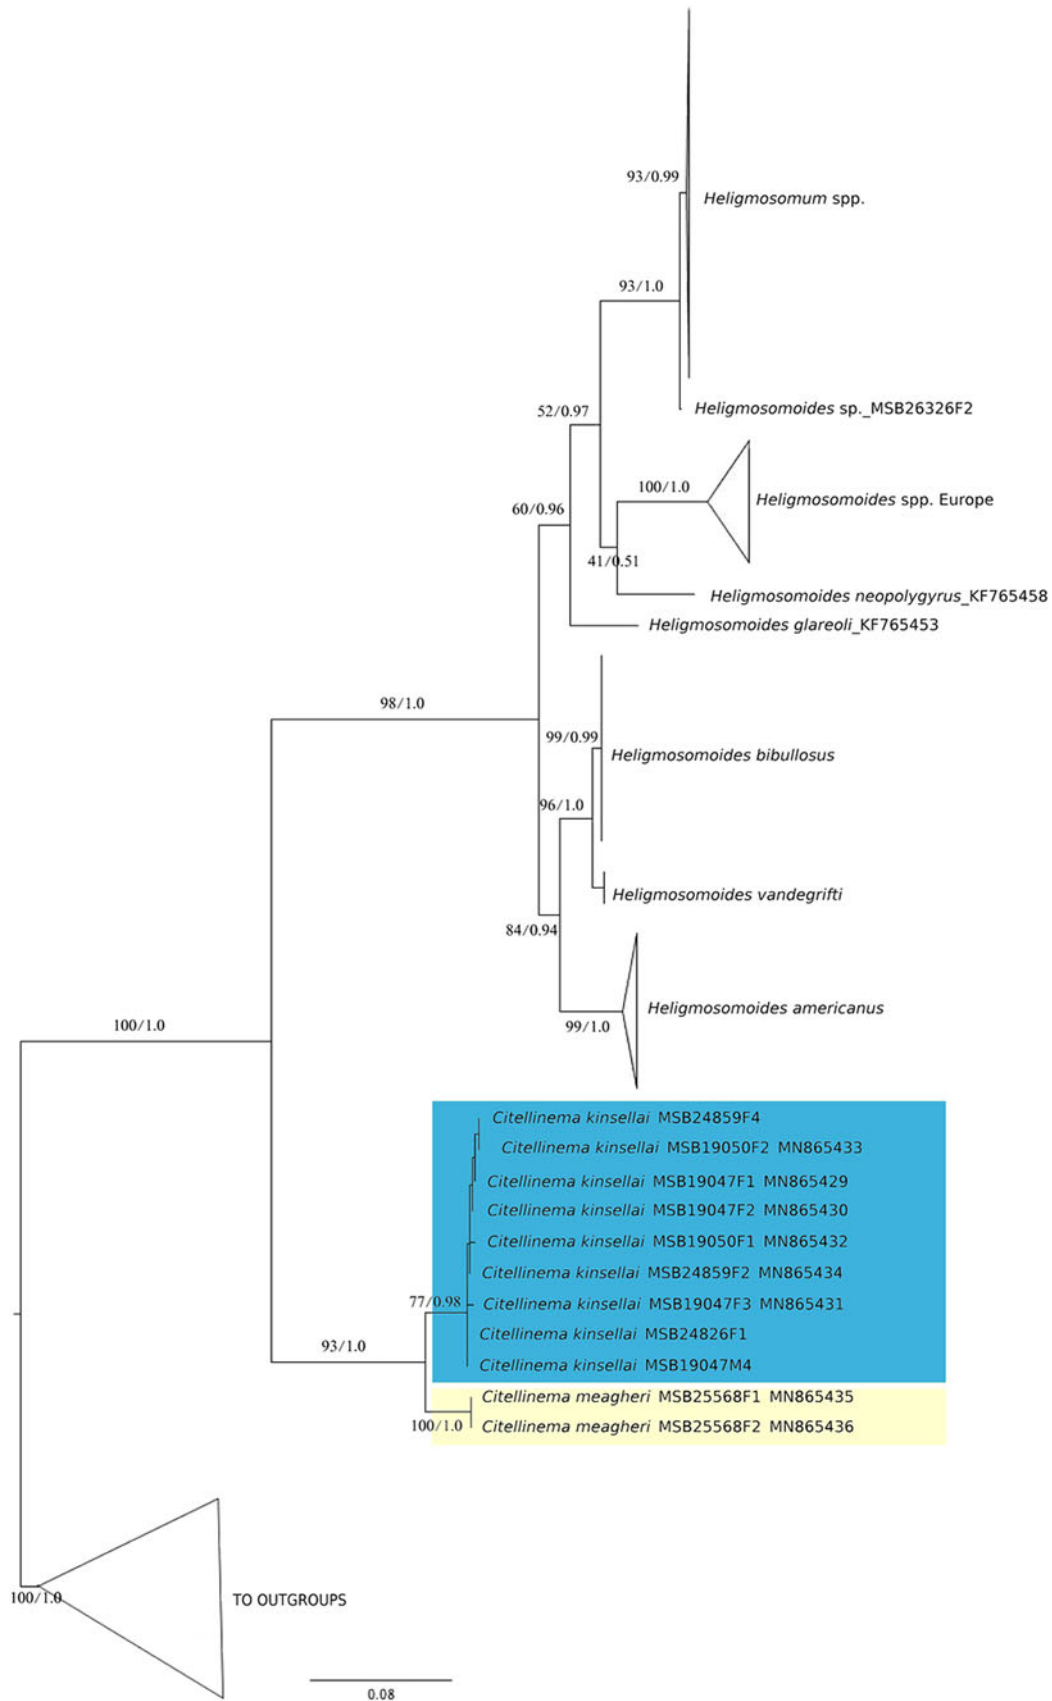 93/0.99
Heligmosomum spp.
93/1.0
Heligmosomoides sp._MSB26326F2
52/0.97
100/1.0
Heligmosomoides spp. Europe
60/0.96
41/0.51
Heligmosomoides neopolygyrus_KF765458
Heligmosomoides glareoli_KF765453
98/1.0
99/0.99
Heligmosomoides bibullosus
96/1.0
Heligmosomoides vandegrifti
84/0.94
Heligmosomoides americanus
99/1.0
100/1.0
Citellinema kinsellai MSB24859F4
Citellinema kinsellai MSB19050F2 MN865433
Citellinema kinsellai MSB19047F1 MN865429
Citellinema kinsellai MSB19047F2 MN865430
Citellinema kinsellai MSB19050F1 MN865432
Citellinema kinsellai MSB24859F2 MN865434
77/0.98
Citellinema kinsellai MSB19047F3 MN865431
Citellinema kinsellai MSB24826F1
93/1.0
Citellinema kinsellai MSB19047M4
Citellinema meagheri MSB25568F1 MN865435
100/1.0
Citellinema meagheri MSB25568F2 MN865436
100/1.0
TO OUTGROUPS
0.08